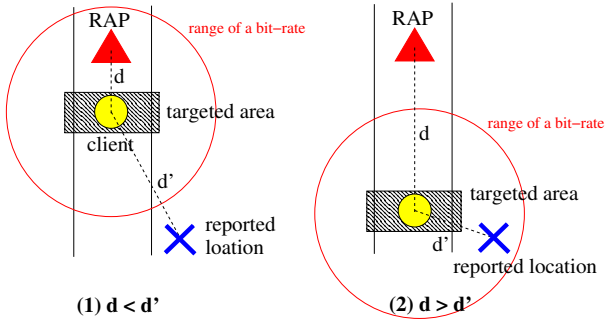 RAP
range of a bit-rate
d
targeted area
client
d'
reported
loation
(1) d < d'
RAP
range of a bit-rate
d
targeted area
d'
reported location
(2) d > d'